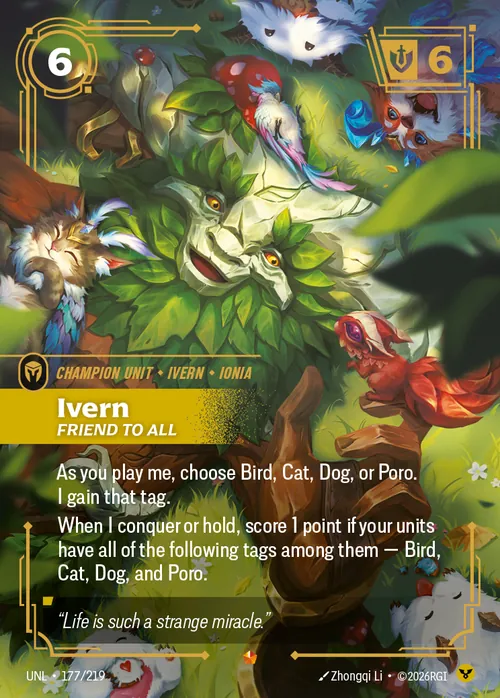 6
6
CHAMPION UNIT • IVERN • IONIA
Ivern
FRIEND TO ALL
As you play me, choose Bird, Cat, Dog, or Poro.
I gain that tag.
When I conquer or hold, score 1 point if your units
have all of the following tags among them — Bird,
Cat, Dog, and Poro.
“Life is such a strange miracle.”
UNL • 177/219
Zhongqi Li • ©2026RGI